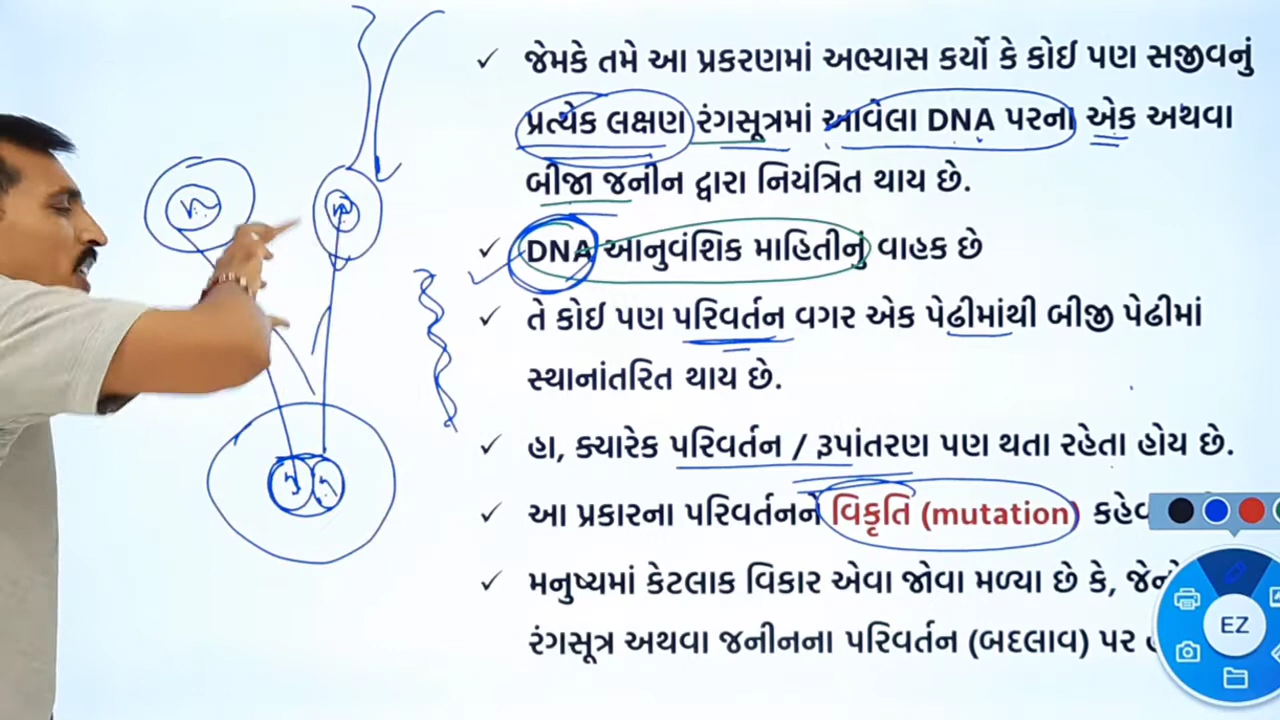 ✓ જેમકે તમે આ પ્રકરણમાં અભ્યાસ કર્યો કે કોઈ પણ સજીવનું
પ્રત્યેક લક્ષણ રંગસૂત્રમાં આવેલા DNA પરના એક અથવા
બીજા જનીન દ્વારા નિયંત્રિત થાય છે.
✓ DNA આનુવંશિક માહિતીનું વાહક છે
✓ તે કોઈ પણ પરિવર્તન વગર એક પેઢીમાંથી બીજી પેઢીમાં
સ્થાનાંતરિત થાય છે.
✓ હા, ક્યારેક પરિવર્તન / રૂપાંતરણ પણ થતા રહેતા હોય છે.
✓ આ પ્રકારના પરિવર્તનને વિકૃતિ (mutation)
✓ મનુષ્યમાં કેટલાક વિકાર એવા જોવા મળ્યા છે કે,
રંગસૂત્ર અથવા જનીનના પરિવર્તન (બદલાવ) પર
EZ